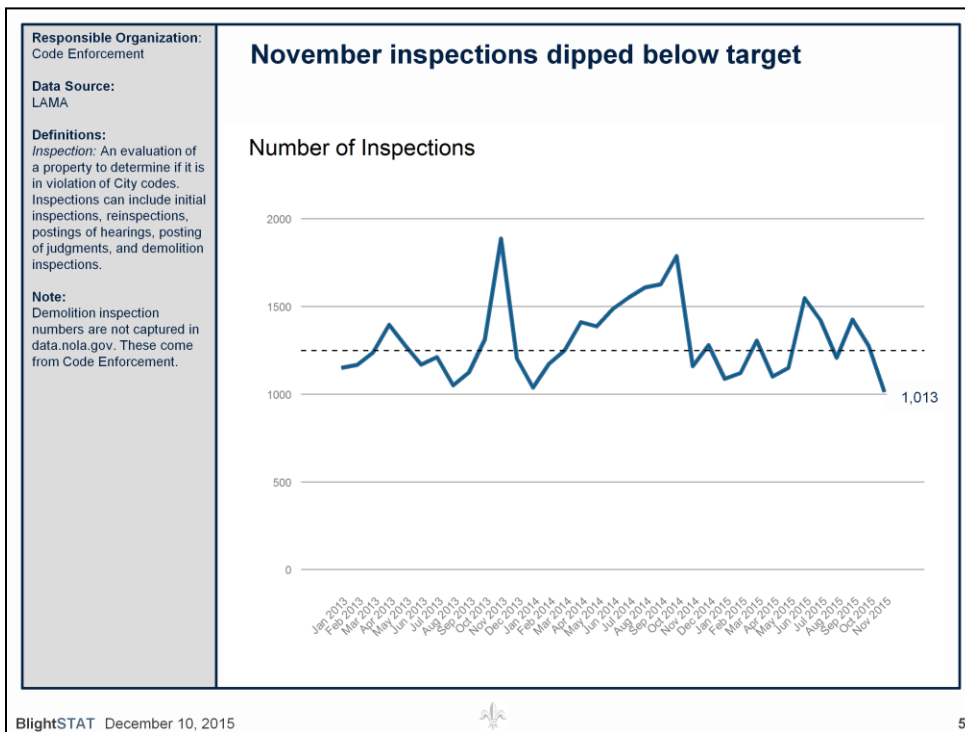 Responsible Organization:
Code Enforcement
Data Source:
LAMA
Definitions:
Inspection: An evaluation of
a property to determine if it is
in violation of City codes.
Inspections can include initial
inspections, reinspections,
postings of hearings, posting
of judgments, and demolition
inspections.
Note:
Demolition inspection
numbers are not captured in
data.nola.gov. These come
from Code Enforcement.
November inspections dipped below target
Number of Inspections
2000
1500
1000
500
0
1,013
Jan 2013
Feb 2013
Mar 2013
Apr 2013
May 2013
Jun 2013
Jul 2013
Aug 2013
Sep 2013
Oct 2013
Nov 2013
Dec 2013
Jan 2014
Feb 2014
Mar 2014
Apr 2014
May 2014
Jun 2014
Jul 2014
Aug 2014
Sep 2014
Oct 2014
Nov 2014
Dec 2014
Jan 2015
Feb 2015
Mar 2015
Apr 2015
May 2015
Jun 2015
Jul 2015
Aug 2015
Sep 2015
Oct 2015
Nov 2015
BlightSTAT December 10, 2015
5